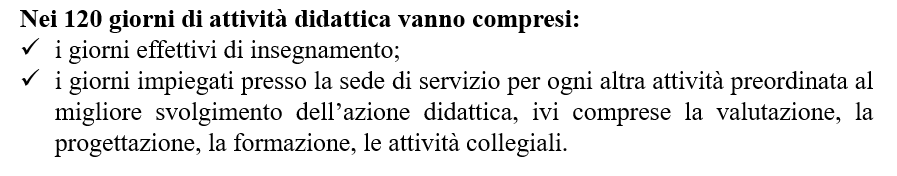 Nei 120 giorni di attività didattica vanno compresi:
✓ i giorni effettivi di insegnamento;
✓ i giorni impiegati presso la sede di servizio per ogni altra attività preordinata al
migliore svolgimento dell’azione didattica, ivi comprese la valutazione, la
progettazione, la formazione, le attività collegiali.